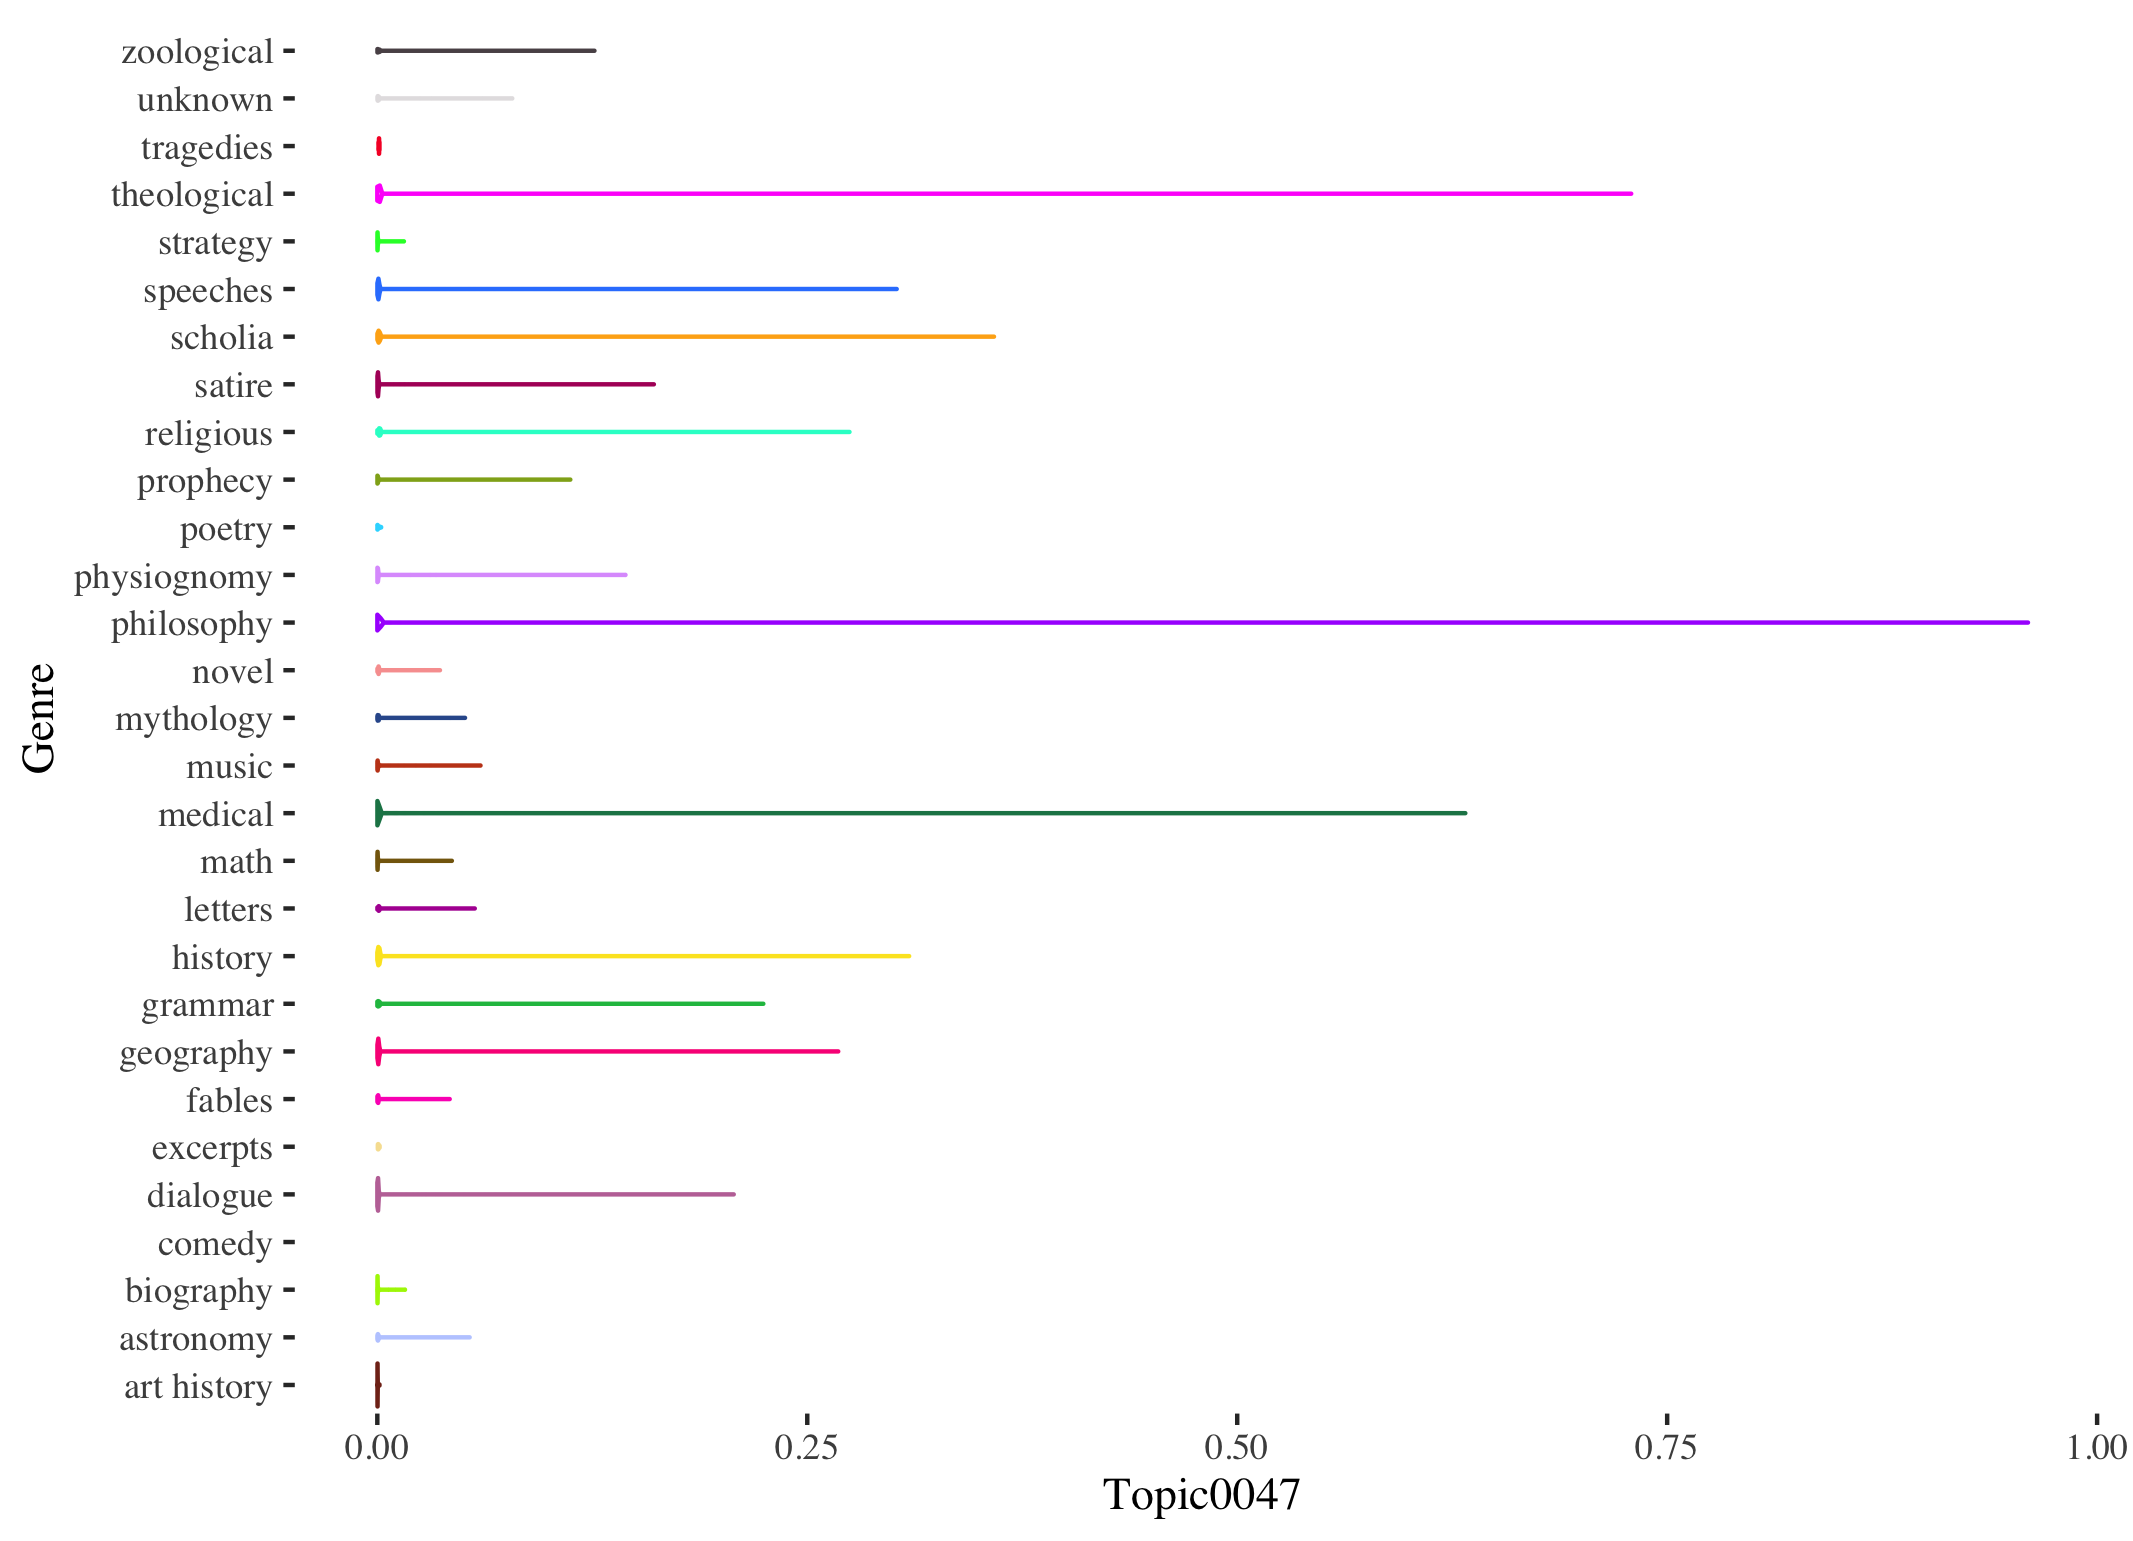 zoological
unknown
tragedies
theological
strategy
speeches
scholia
satire
religious
prophecy
poetry
physiognomy
philosophy
novel
mythology
music
medical
math
letters
history
grammar
geography
fables
excerpts
dialogue
comedy
biography
astronomy
art history
Genre
0.00 0.25 0.50 0.75 1.00
Topic0047